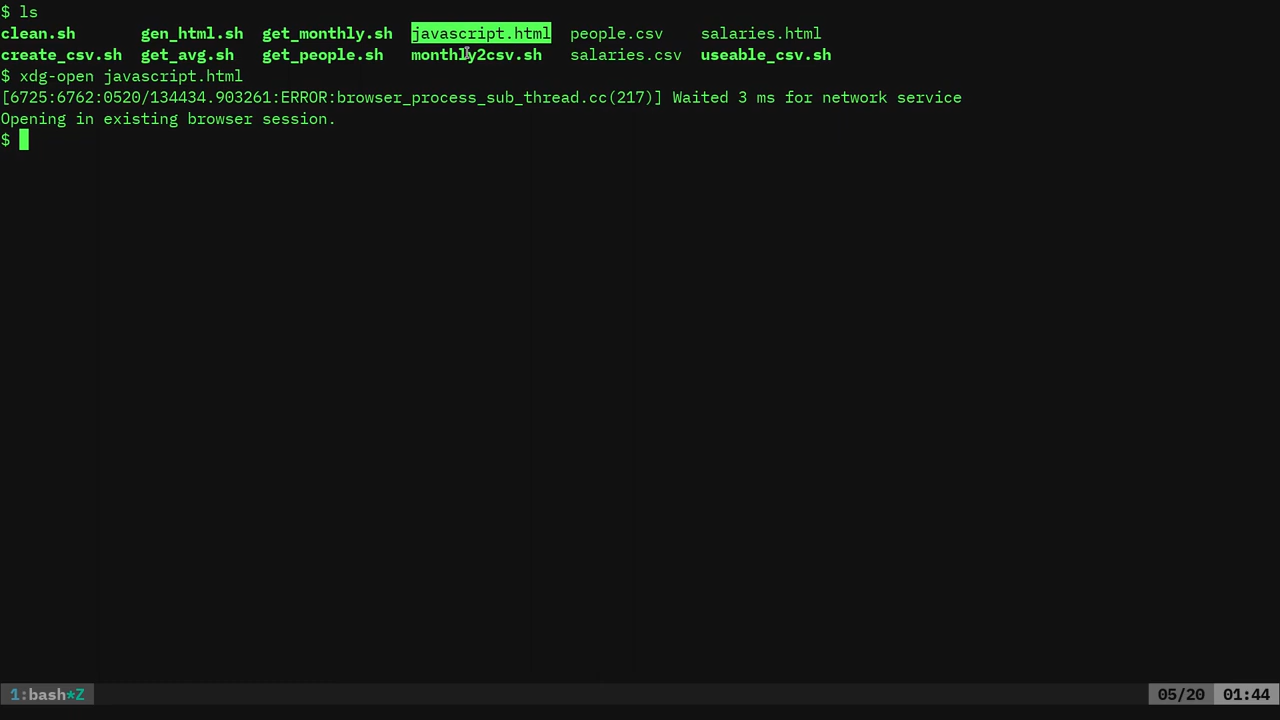 $ ls
clean.sh gen_html.sh get_monthly.sh javascript.html people.csv salaries.html
create_csv.sh get_avg.sh get_people.sh monthly2csv.sh salaries.csv useable_csv.sh
$ xdg-open javascript.html
[6725:6762:0520/134434.903261:ERROR:browser_process_sub_thread.cc(217)] Waited 3 ms for network service
Opening in existing browser session.
$
1:bash*Z 05/20 01:44